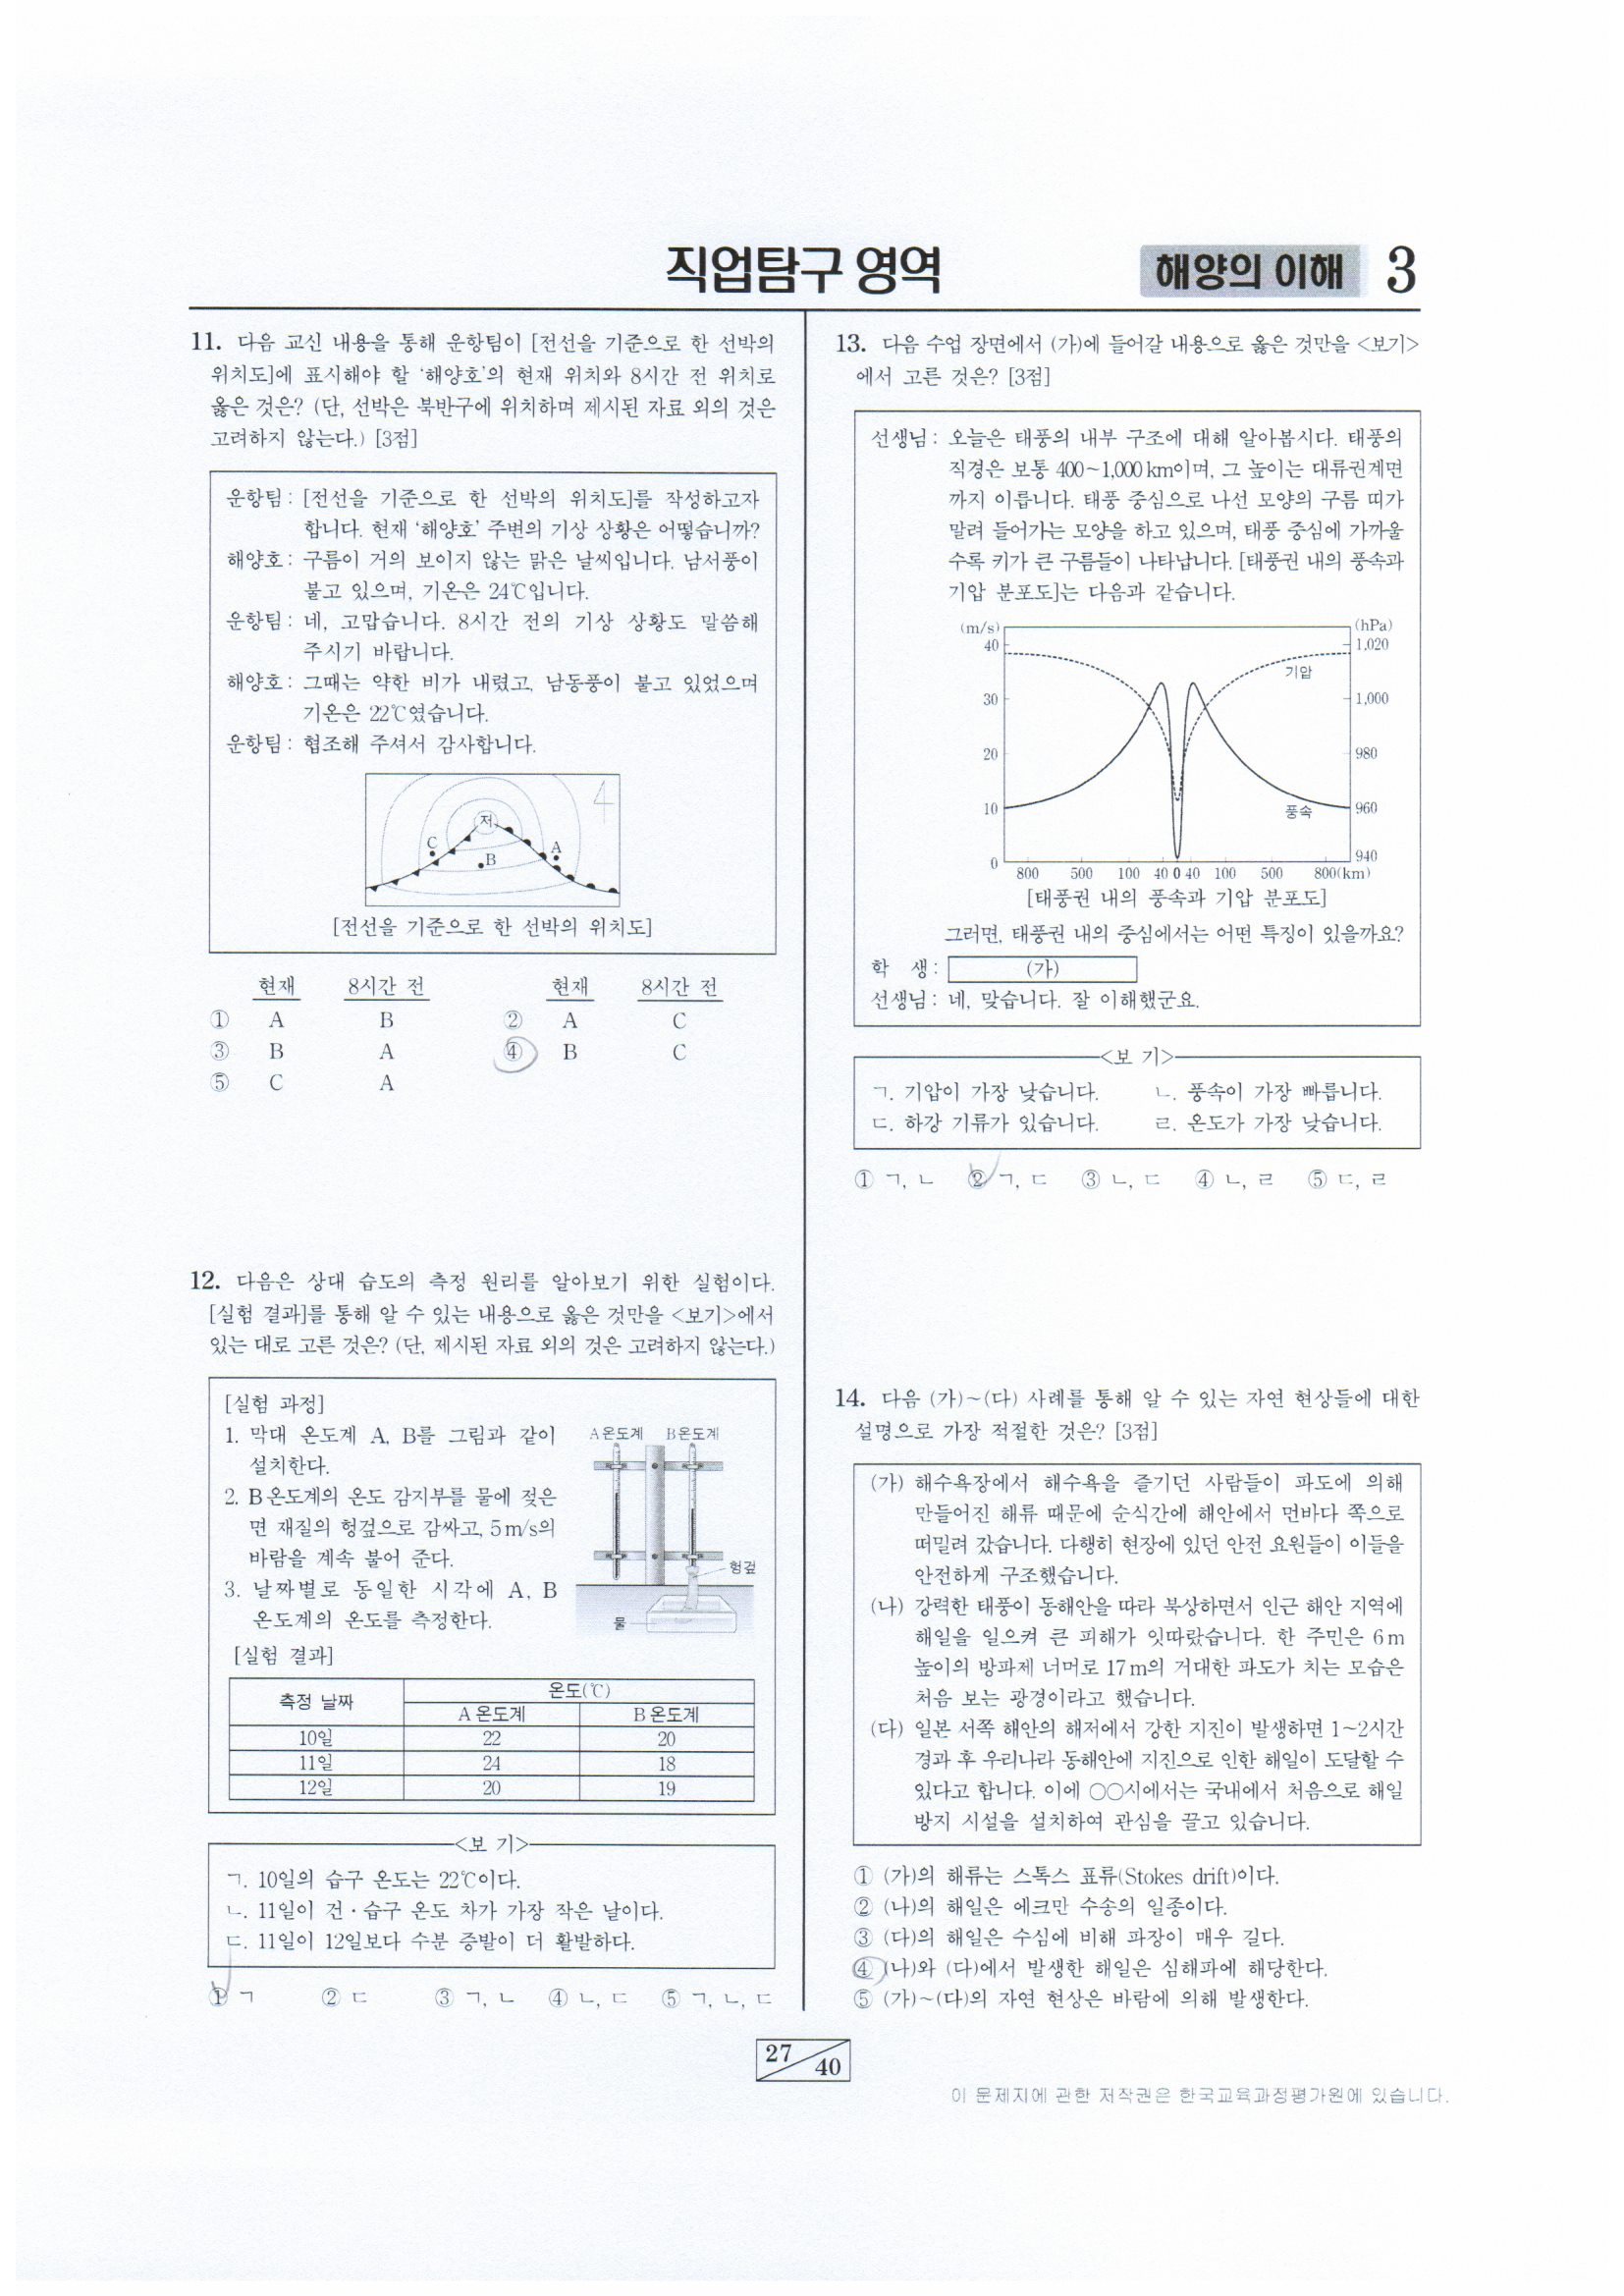 직업탐구 영역
해양의 이해 3
11. 다음 교신 내용을 통해 운항팀이 [전선을 기준으로 한 선박의
위치도]에 표시해야 할 '해양호'의 현재 위치와 8시간 전 위치로
옳은 것은? (단, 선박은 북반구에 위치하며 제시된 자료 외의 것은
고려하지 않는다.) [3점]
운항팀 : [전선을 기준으로 한 선박의 위치도]를 작성하고자
합니다. 현재 '해양호' 주변의 기상 상황은 어떻습니까?
해양호 : 구름이 거의 보이지 않는 맑은 날씨입니다. 남서풍이
불고 있으며, 기온은 24℃입니다.
운항팀 : 네, 고맙습니다. 8시간 전의 기상 상황도 말씀해
주시기 바랍니다.
해양호 : 그때는 약한 비가 내렸고, 남동풍이 불고 있었으며
기온은 22℃였습니다.
운항팀 : 협조해 주셔서 감사합니다.
4
저
C
B
A
[전선을 기준으로 한 선박의 위치도]
현재 8시간 전 현재 8시간 전
① A B ② A C
③ B A ④ B C
⑤ C A
12. 다음은 상대 습도의 측정 원리를 알아보기 위한 실험이다.
[실험 결과]를 통해 알 수 있는 내용으로 옳은 것만을 <보기>에서
있는 대로 고른 것은? (단, 제시된 자료 외의 것은 고려하지 않는다.)
[실험 과정]
1. 막대 온도계 A, B를 그림과 같이
설치한다.
2. B온도계의 온도 감지부를 물에 젖은
면 재질의 헝겊으로 감싸고, 5m/s의
바람을 계속 불어 준다.
3. 날짜별로 동일한 시각에 A, B
온도계의 온도를 측정한다.
A온도계 B온도계
헝겊
물
[실험 결과]
측정 날짜 온도(℃)
A온도계 B온도계
10일 22 20
11일 24 18
12일 20 19
<보 기>
ㄱ. 10일의 습구 온도는 22℃이다.
ㄴ. 11일이 건·습구 온도 차가 가장 작은 날이다.
ㄷ. 11일이 12일보다 수분 증발이 더 활발하다.
① ㄱ ② ㄷ ③ ㄱ, ㄴ ④ ㄴ, ㄷ ⑤ ㄱ, ㄴ, ㄷ
13. 다음 수업 장면에서 (가)에 들어갈 내용으로 옳은 것만을 <보기>
에서 고른 것은? [3점]
선생님 : 오늘은 태풍의 내부 구조에 대해 알아봅시다. 태풍의
직경은 보통 400~1,000km이며, 그 높이는 대류권계면
까지 이릅니다. 태풍 중심으로 나선 모양의 구름 띠가
말려 들어가는 모양을 하고 있으며, 태풍 중심에 가까울
수록 키가 큰 구름들이 나타납니다. [태풍권 내의 풍속과
기압 분포도]는 다음과 같습니다.
(m/s) (hPa)
40 1,020
기압
30 1,000
20 980
10 풍속 960
0 940
800 500 100 40 0 40 100 500 800(km)
[태풍권 내의 풍속과 기압 분포도]
그러면, 태풍권 내의 중심에서는 어떤 특징이 있을까요?
학 생 : (가)
선생님 : 네, 맞습니다. 잘 이해했군요.
<보 기>
ㄱ. 기압이 가장 낮습니다. ㄴ. 풍속이 가장 빠릅니다.
ㄷ. 하강 기류가 있습니다. ㄹ. 온도가 가장 낮습니다.
① ㄱ, ㄴ ② ㄱ, ㄷ ③ ㄴ, ㄷ ④ ㄴ, ㄹ ⑤ ㄷ, ㄹ
14. 다음 (가)~(다) 사례를 통해 알 수 있는 자연 현상들에 대한
설명으로 가장 적절한 것은? [3점]
(가) 해수욕장에서 해수욕을 즐기던 사람들이 파도에 의해
만들어진 해류 때문에 순식간에 해안에서 먼바다 쪽으로
떠밀려 갔습니다. 다행히 현장에 있던 안전 요원들이 이들을
안전하게 구조했습니다.
(나) 강력한 태풍이 동해안을 따라 북상하면서 인근 해안 지역에
해일을 일으켜 큰 피해가 잇따랐습니다. 한 주민은 6m
높이의 방파제 너머로 17m의 거대한 파도가 치는 모습은
처음 보는 광경이라고 했습니다.
(다) 일본 서쪽 해안의 해저에서 강한 지진이 발생하면 1~2시간
경과 후 우리나라 동해안에 지진으로 인한 해일이 도달할 수
있다고 합니다. 이에 ○○시에서는 국내에서 처음으로 해일
방지 시설을 설치하여 관심을 끌고 있습니다.
① (가)의 해류는 스톡스 표류(Stokes drift)이다.
② (나)의 해일은 에크만 수송의 일종이다.
③ (다)의 해일은 수심에 비해 파장이 매우 길다.
④ (나)와 (다)에서 발생한 해일은 심해파에 해당한다.
⑤ (가)~(다)의 자연 현상은 바람에 의해 발생한다.
27
40
이 문제지에 관한 저작권은 한국교육과정평가원에 있습니다.